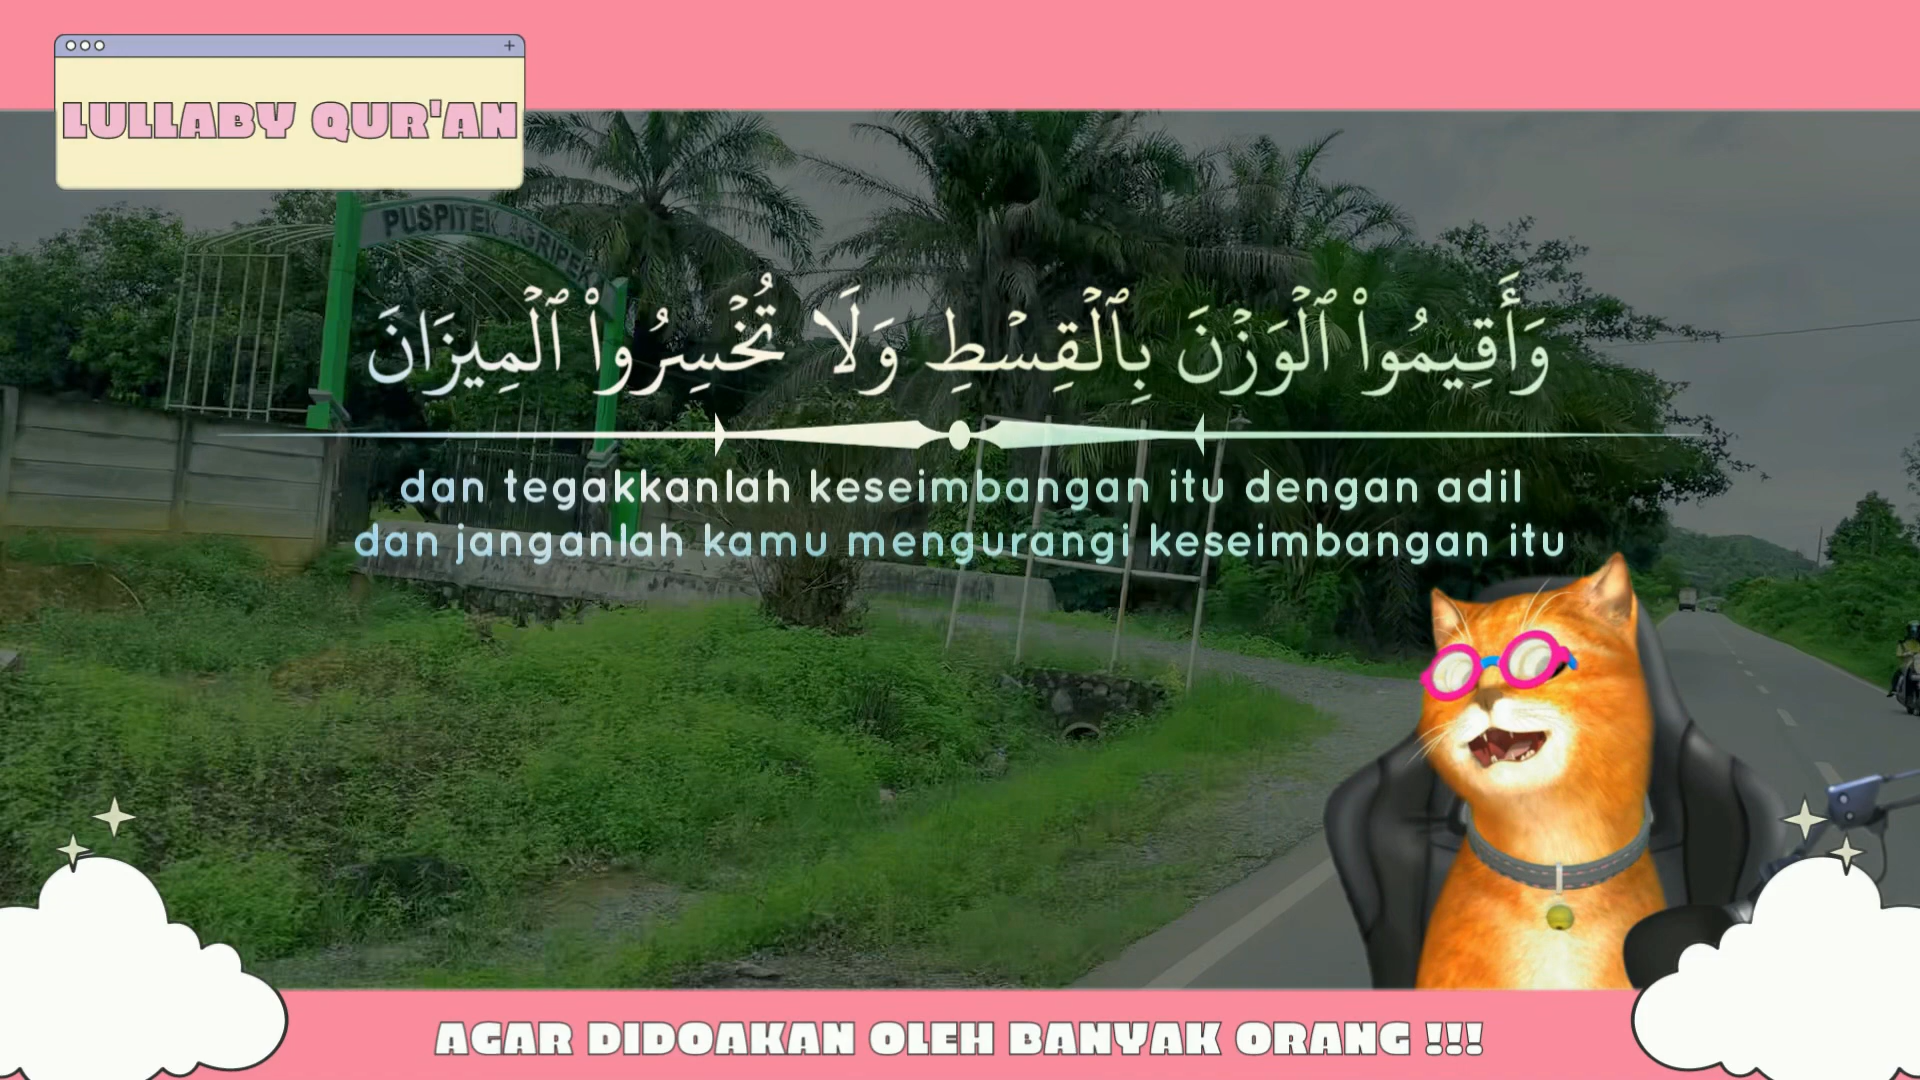 LULLABY QUR'AN
PUSPITEK AGRIPEK
وَأَقِيمُوا۟ ٱلْوَزْنَ بِٱلْقِسْطِ وَلَا تُخْسِرُوا۟ ٱلْمِيزَانَ
dan tegakkanlah keseimbangan itu dengan adil
dan janganlah kamu mengurangi keseimbangan itu
AGAR DIDOAKAN OLEH BANYAK ORANG !!!